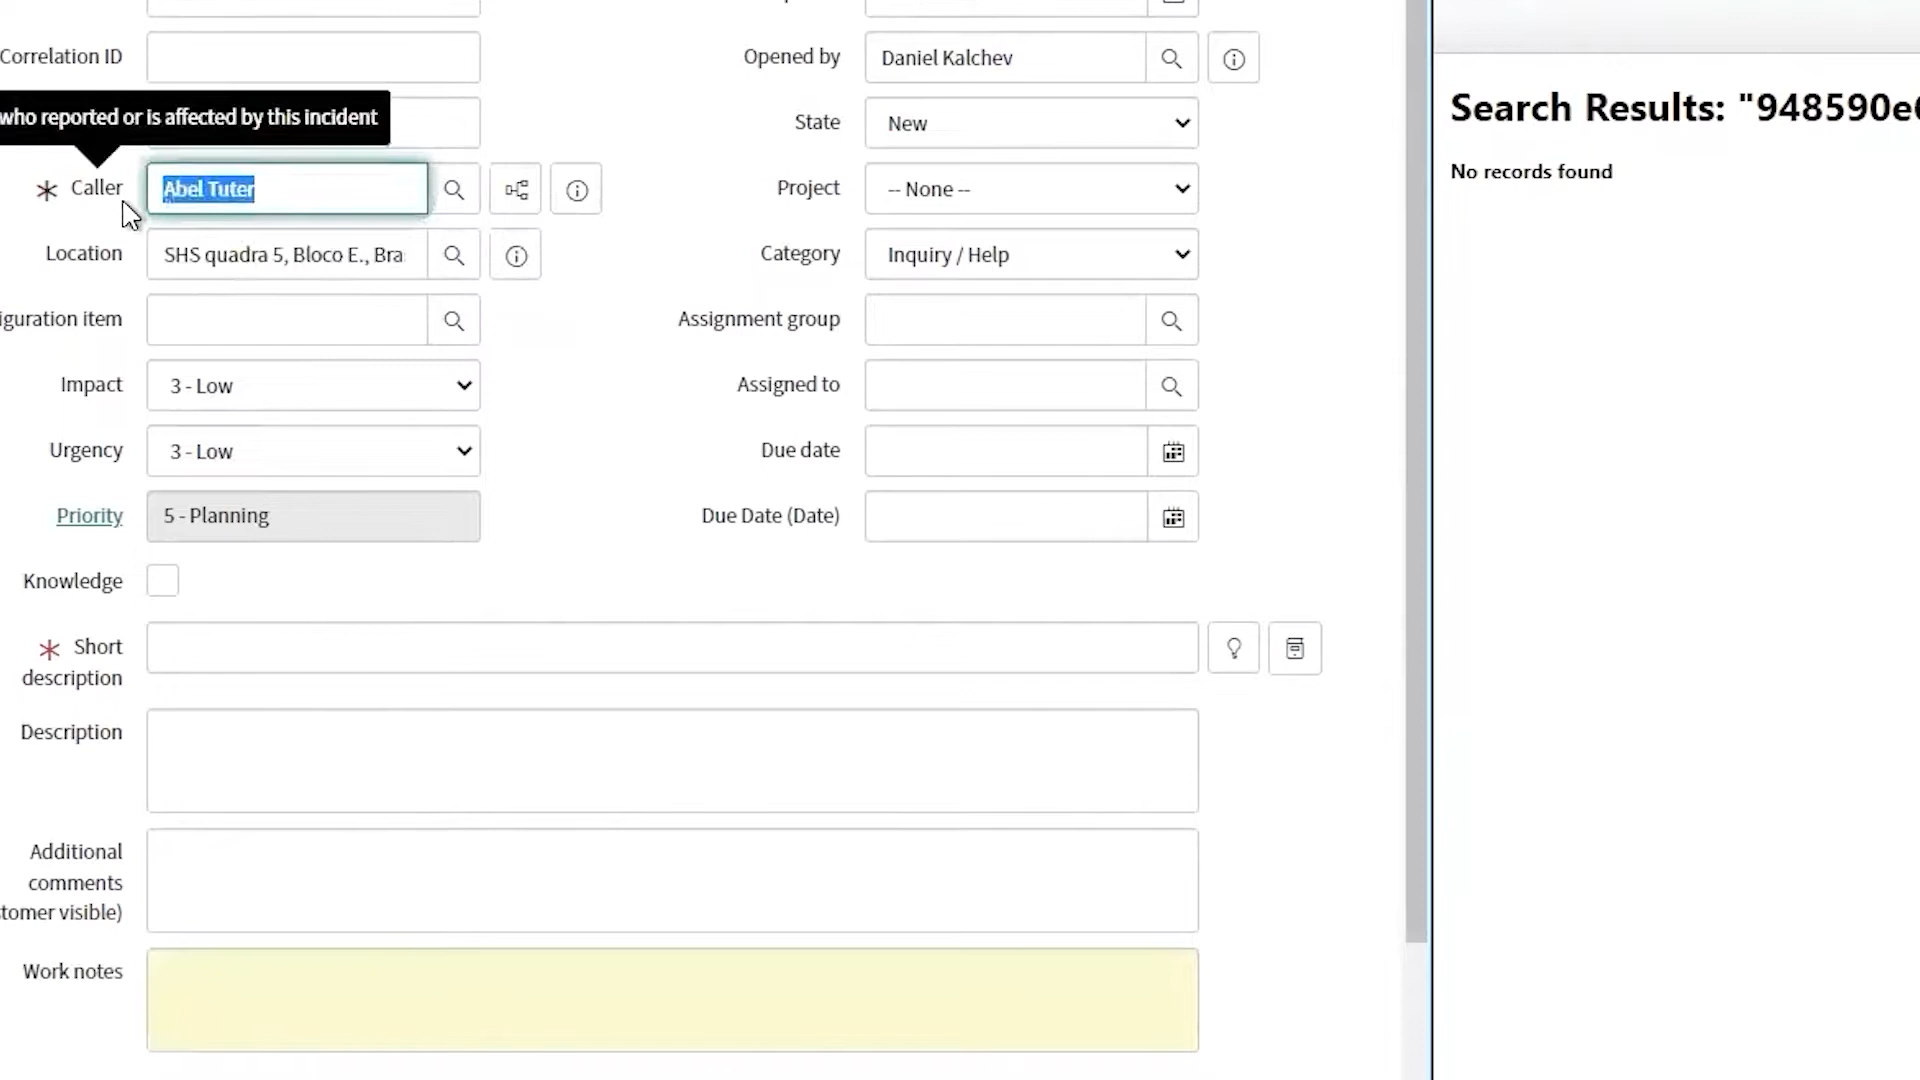 Correlation ID
who reported or is affected by this incident
Caller
Abel Tuter
Location
SHS quadra 5, Bloco E., Bra
iguration item
Impact
3 - Low
Urgency
3 - Low
Priority
5 - Planning
Knowledge
Opened by
Daniel Kalchev
State
New
Project
-- None --
Category
Inquiry / Help
Assignment group
Assigned to
Due date
Due Date (Date)
Short
description
Description
Additional
comments
tomer visible)
Work notes
Search Results: "948590e
No records found